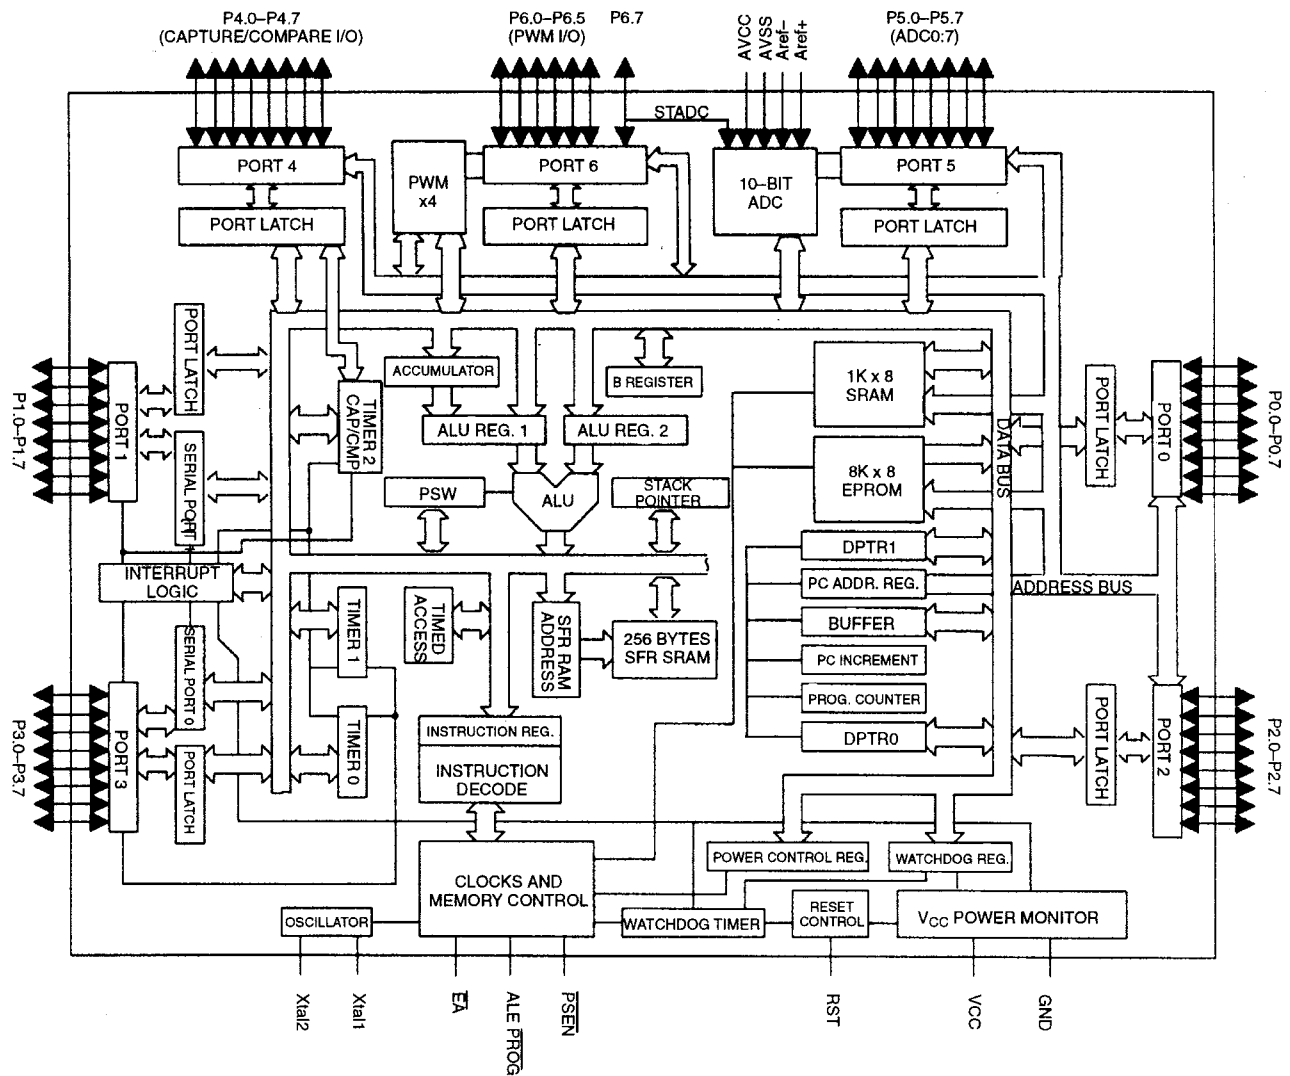 P4.0–P4.7
(CAPTURE/COMPARE I/O)
P6.0–P6.5
(PWM I/O)
P6.7
AVCC
AVSS
Aref–
Aref+
P5.0–P5.7
(ADC0:7)
STADC
PORT 4
PWM
x4
PORT 6
10–BIT
ADC
PORT 5
PORT LATCH
PORT LATCH
PORT LATCH
P1.0–P1.7
PORT 1
PORT LATCH
SERIAL PORT 1
TIMER 2
CAP/CMP
ACCUMULATOR
B REGISTER
ALU REG. 1
ALU REG. 2
PSW
ALU
STACK
POINTER
1K x 8
SRAM
8K x 8
EPROM
DATA BUS
PORT LATCH
PORT 0
P0.0–P0.7
INTERRUPT
LOGIC
DPTR1
PC ADDR. REG.
BUFFER
PC INCREMENT
PROG. COUNTER
DPTR0
ADDRESS BUS
TIMER 1
TIMED
ACCESS
SFR RAM
ADDRESS
256 BYTES
SFR SRAM
P3.0–P3.7
PORT 3
SERIAL PORT 0
PORT LATCH
TIMER 0
INSTRUCTION REG.
INSTRUCTION
DECODE
PORT LATCH
PORT 2
P2.0–P2.7
CLOCKS AND
MEMORY CONTROL
POWER CONTROL REG.
WATCHDOG REG.
OSCILLATOR
WATCHDOG TIMER
RESET
CONTROL
VCC POWER MONITOR
Xtal2
Xtal1
EA
ALE PROG
PSEN
RST
VCC
GND